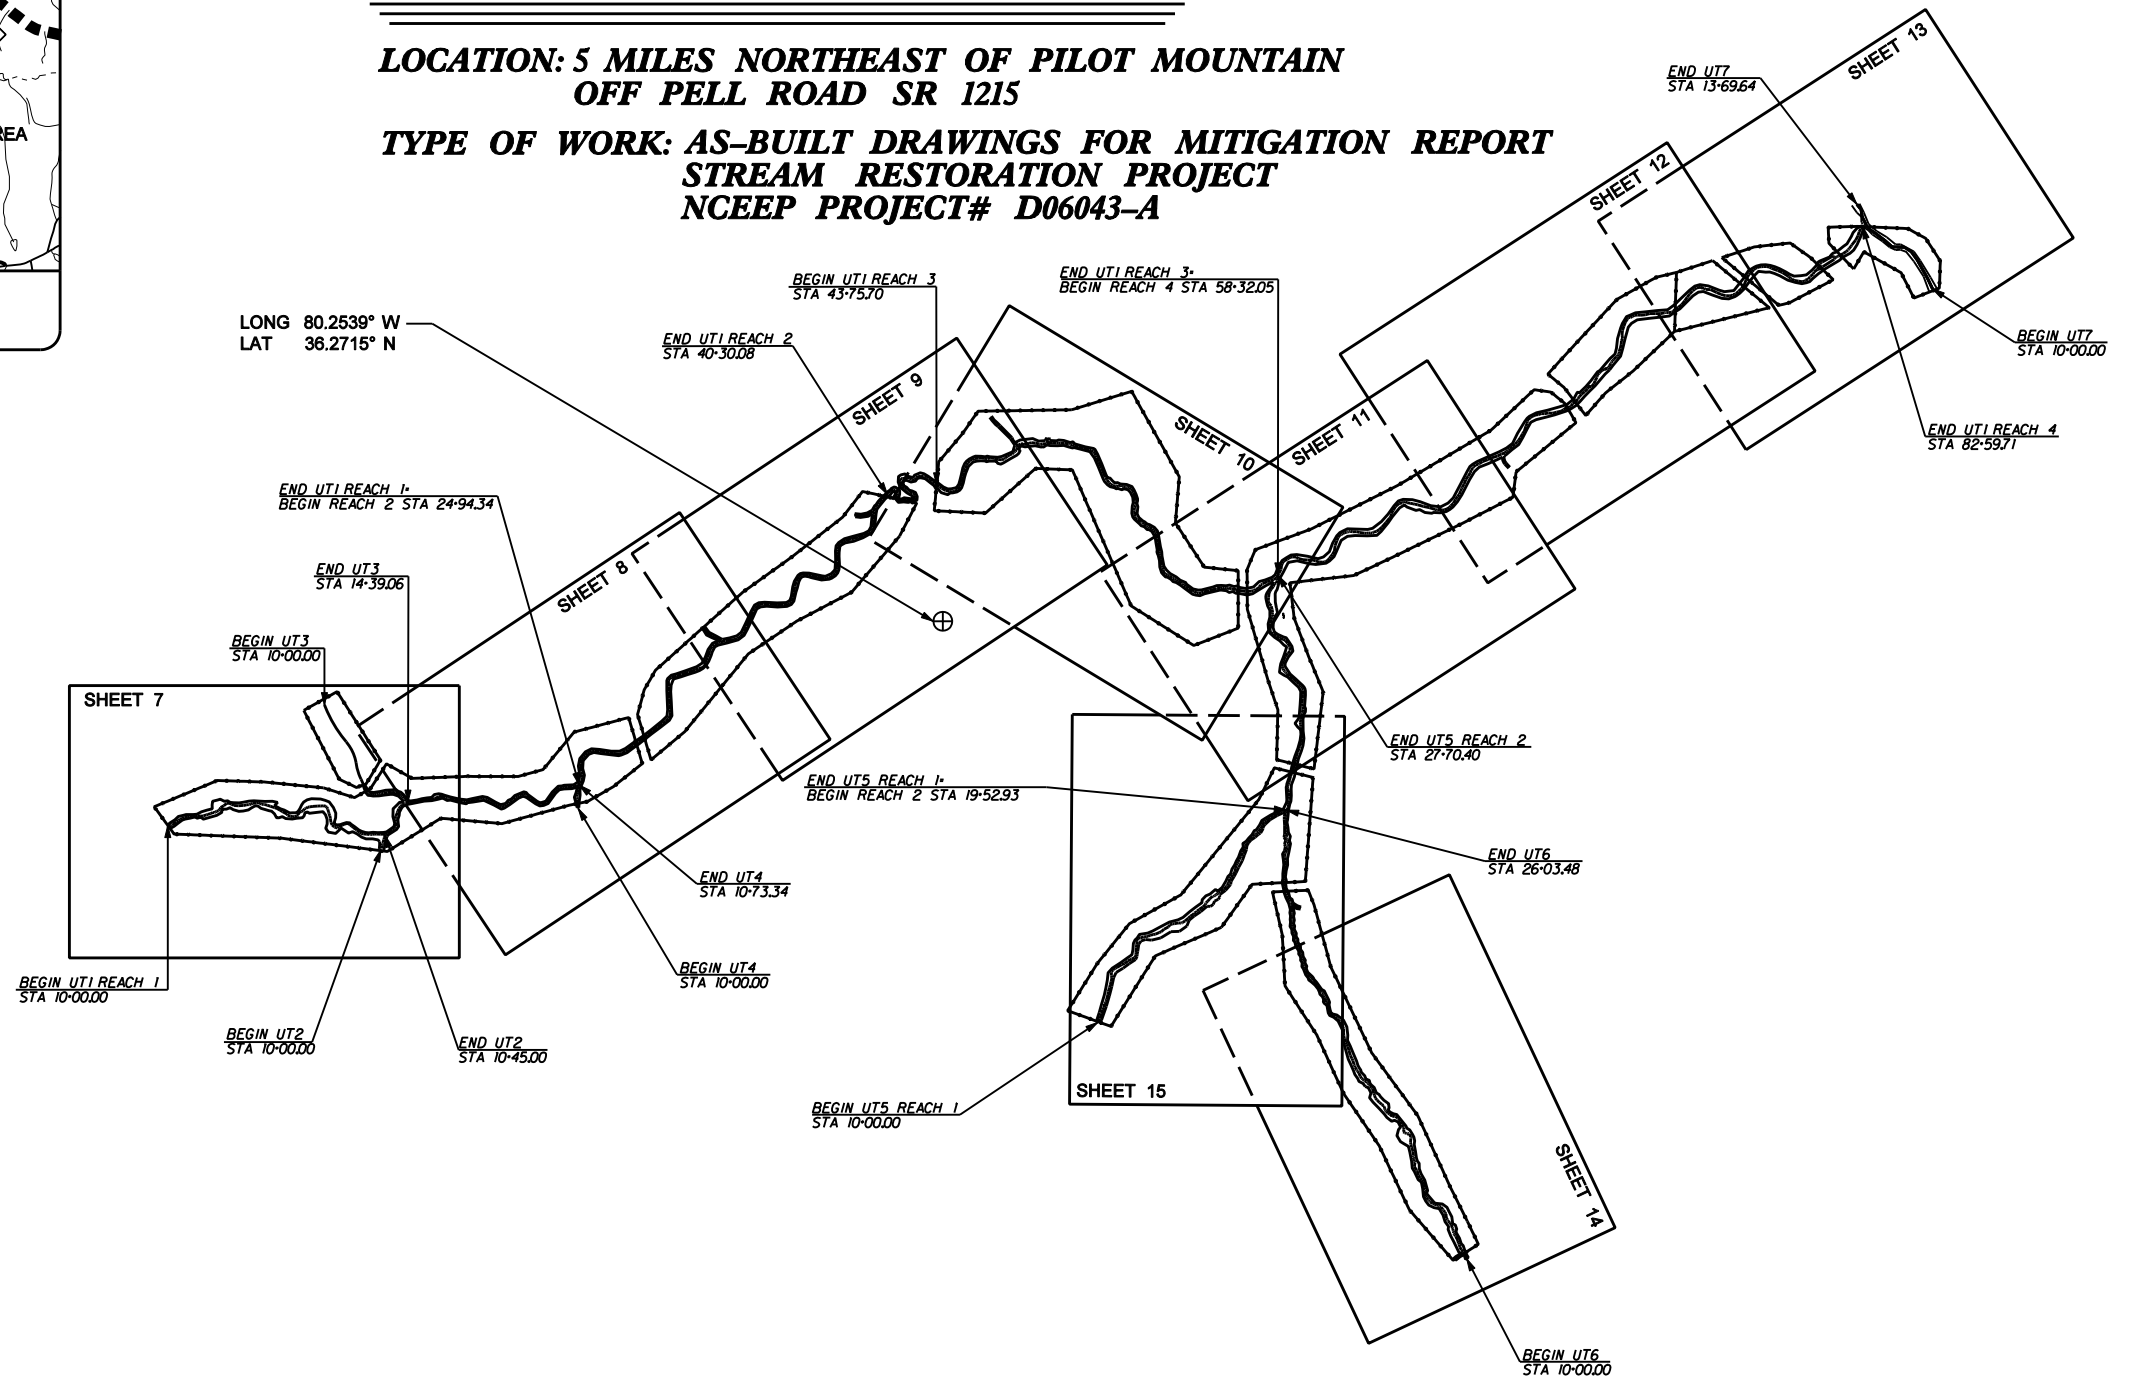 LOCATION: 5 MILES NORTHEAST OF PILOT MOUNTAIN
OFF PELL ROAD SR 1215
TYPE OF WORK: AS-BUILT DRAWINGS FOR MITIGATION REPORT
STREAM RESTORATION PROJECT
NCEEP PROJECT# D06043-A
SHEET 13
END UT7
STA 13+69.64
SHEET 12
BEGIN UT1 REACH 3
STA 43+75.70
END UT1 REACH 3=
BEGIN REACH 4 STA 58+32.05
LONG 80.2539° W
LAT 36.2715° N
END UT1 REACH 2
STA 40+30.08
BEGIN UT7
STA 10+00.00
SHEET 9
SHEET 10
SHEET 11
END UT1 REACH 4
STA 82+59.71
END UT1 REACH 1=
BEGIN REACH 2 STA 24+94.34
END UT3
STA 14+39.06
SHEET 8
BEGIN UT3
STA 10+00.00
SHEET 7
END UT5 REACH 2
STA 27+70.40
END UT5 REACH 1=
BEGIN REACH 2 STA 19+52.93
END UT6
STA 26+03.48
END UT4
STA 10+73.34
BEGIN UT4
STA 10+00.00
BEGIN UT1 REACH 1
STA 10+00.00
BEGIN UT2
STA 10+00.00
END UT2
STA 10+45.00
SHEET 15
BEGIN UT5 REACH 1
STA 10+00.00
SHEET 14
BEGIN UT6
STA 10+00.00